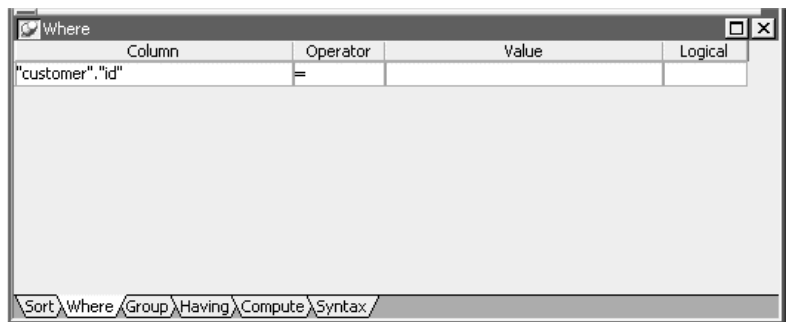 Where
Column Operator Value Logical
"customer"."id" =
Sort Where Group Having Compute Syntax